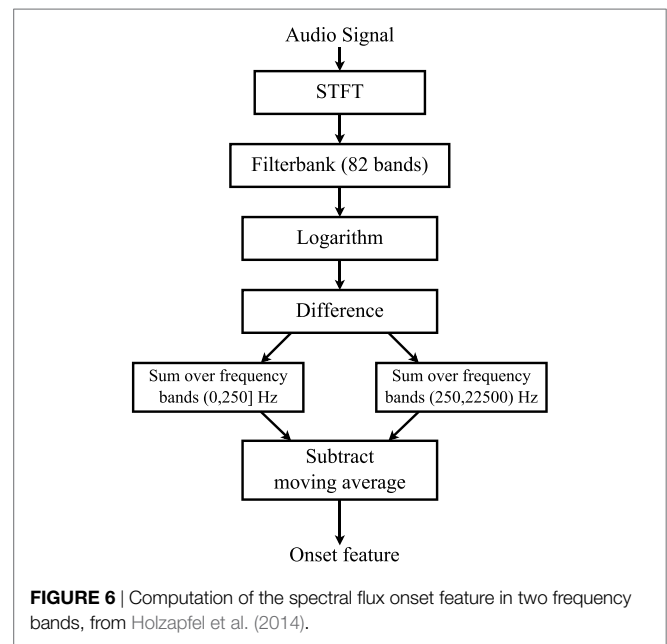 Audio Signal
STFT
Filterbank (82 bands)
Logarithm
Difference
Sum over frequency
bands (0,250] Hz
Sum over frequency
bands (250,22500) Hz
Subtract
moving average
Onset feature
FIGURE 6 | Computation of the spectral flux onset feature in two frequency
bands, from Holzapfel et al. (2014).